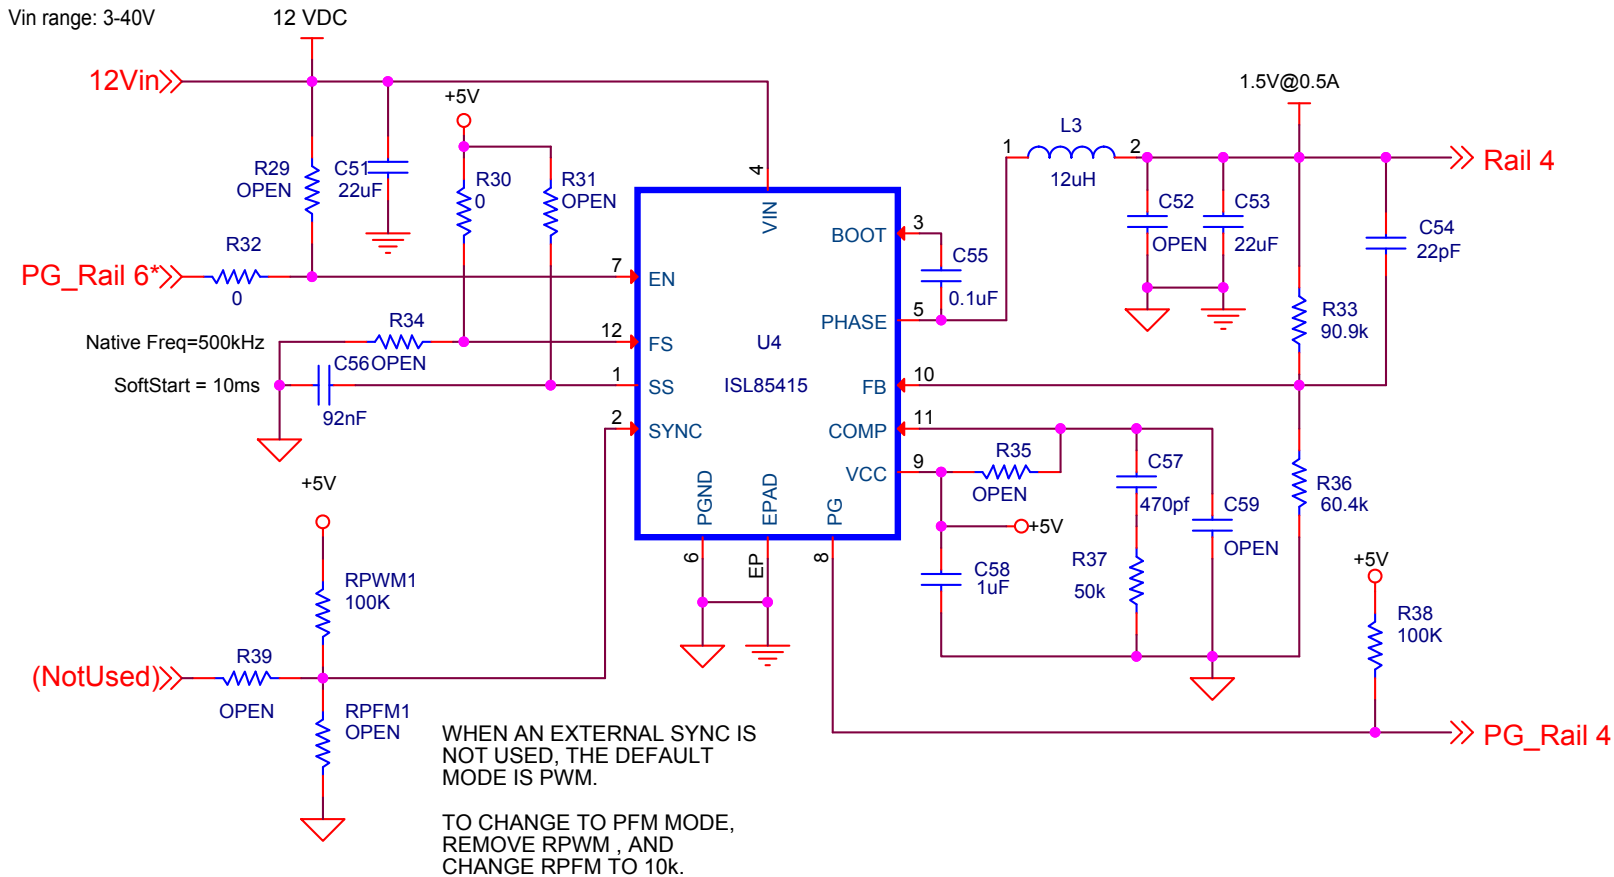 Vin range: 3-40V
12 VDC
12Vin
+5V
1.5V@0.5A
L3
1
2
12uH
Rail 4
R29
OPEN
C51
22uF
R30
0
R31
OPEN
4
VIN
3
BOOT
C55
0.1uF
C52
OPEN
C53
22uF
C54
22pF
R32
0
PG_Rail 6*
7
EN
5
PHASE
R33
90.9k
Native Freq=500kHz
R34
OPEN
12
FS
U4
ISL85415
SoftStart = 10ms
C56
92nF
1
SS
10
FB
2
SYNC
11
COMP
9
VCC
R35
OPEN
C57
470pf
C59
OPEN
R36
60.4k
PGND
EPAD
PG
6
EP
8
+5V
C58
1uF
R37
50k
+5V
R38
100K
+5V
RPWM1
100K
(NotUsed)
R39
OPEN
RPFM1
OPEN
PG_Rail 4
WHEN AN EXTERNAL SYNC IS
NOT USED, THE DEFAULT
MODE IS PWM.
TO CHANGE TO PFM MODE,
REMOVE RPWM , AND
CHANGE RPFM TO 10k.